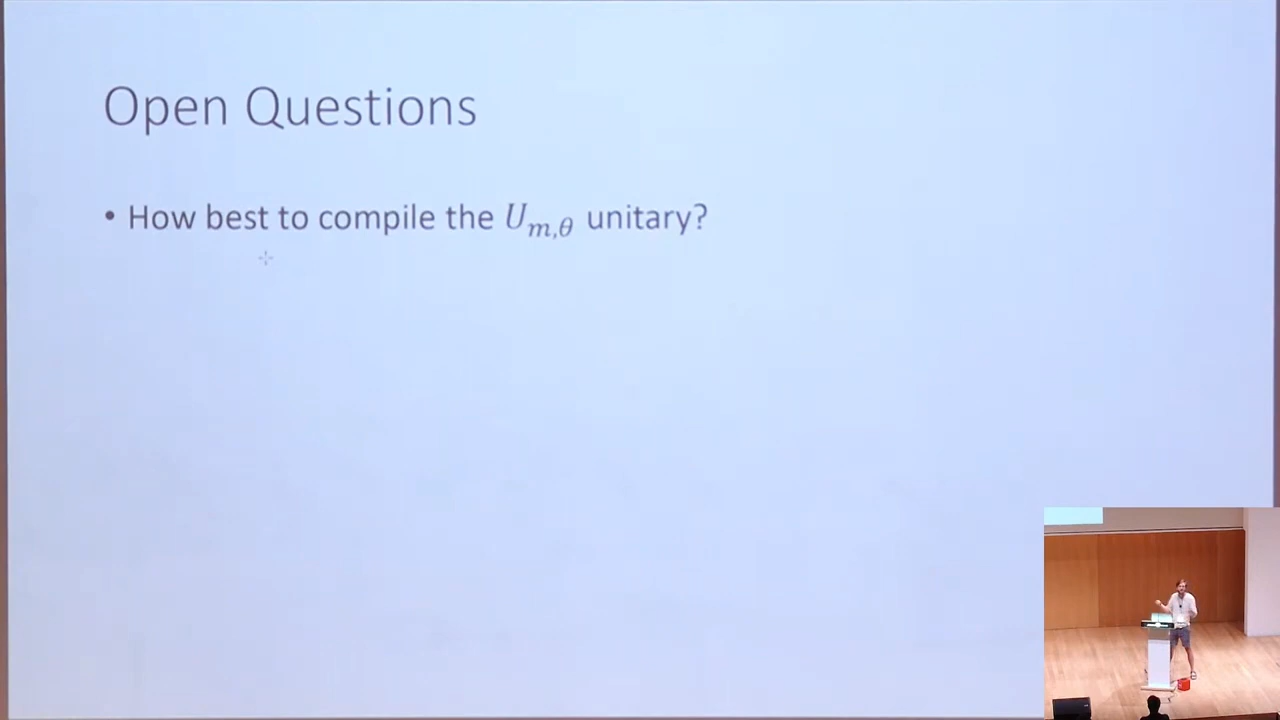 Open Questions
• How best to compile the $U_{m,\theta}$ unitary?